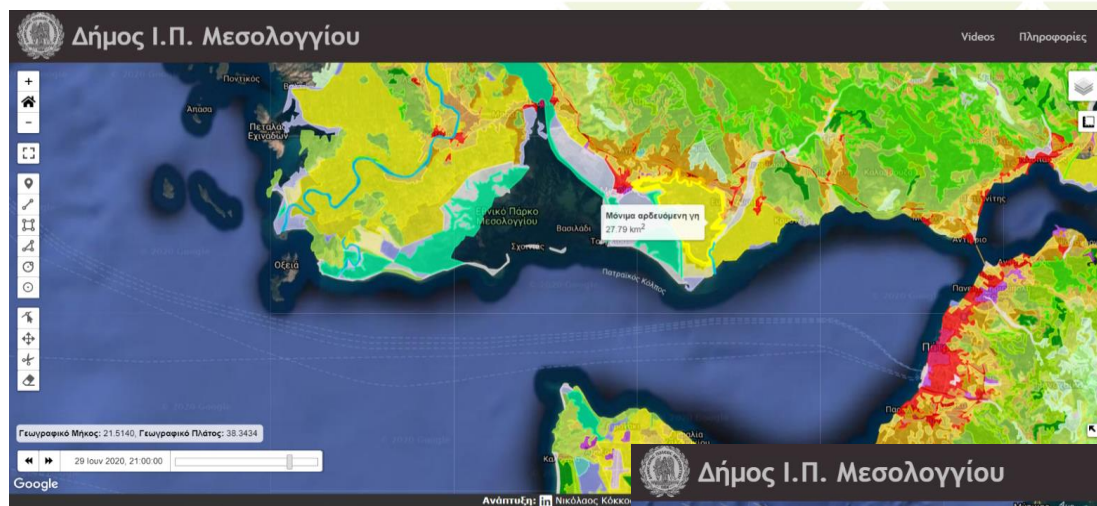 Δήμος Ι.Π. Μεσολογγίου
Videos
Πληροφορίες
Ποντικός
Απάσα
Πεταλάς
Εχινάδων
Εθνικό Πάρκο
Μεσολογγίου
Βασιλάδι
Μόνιμα αρδευόμενη γη
27.79 km²
Σχοινιάς
Πατραϊκός Κόλπος
Οξειά
Γεωγραφικό Μήκος: 21.5140, Γεωγραφικό Πλάτος: 38.3434
29 Ιουν 2020, 21:00:00
Google
Ανάπτυξη: in Νικόλαος Κόκκο
Δήμος Ι.Π. Μεσολογγίου